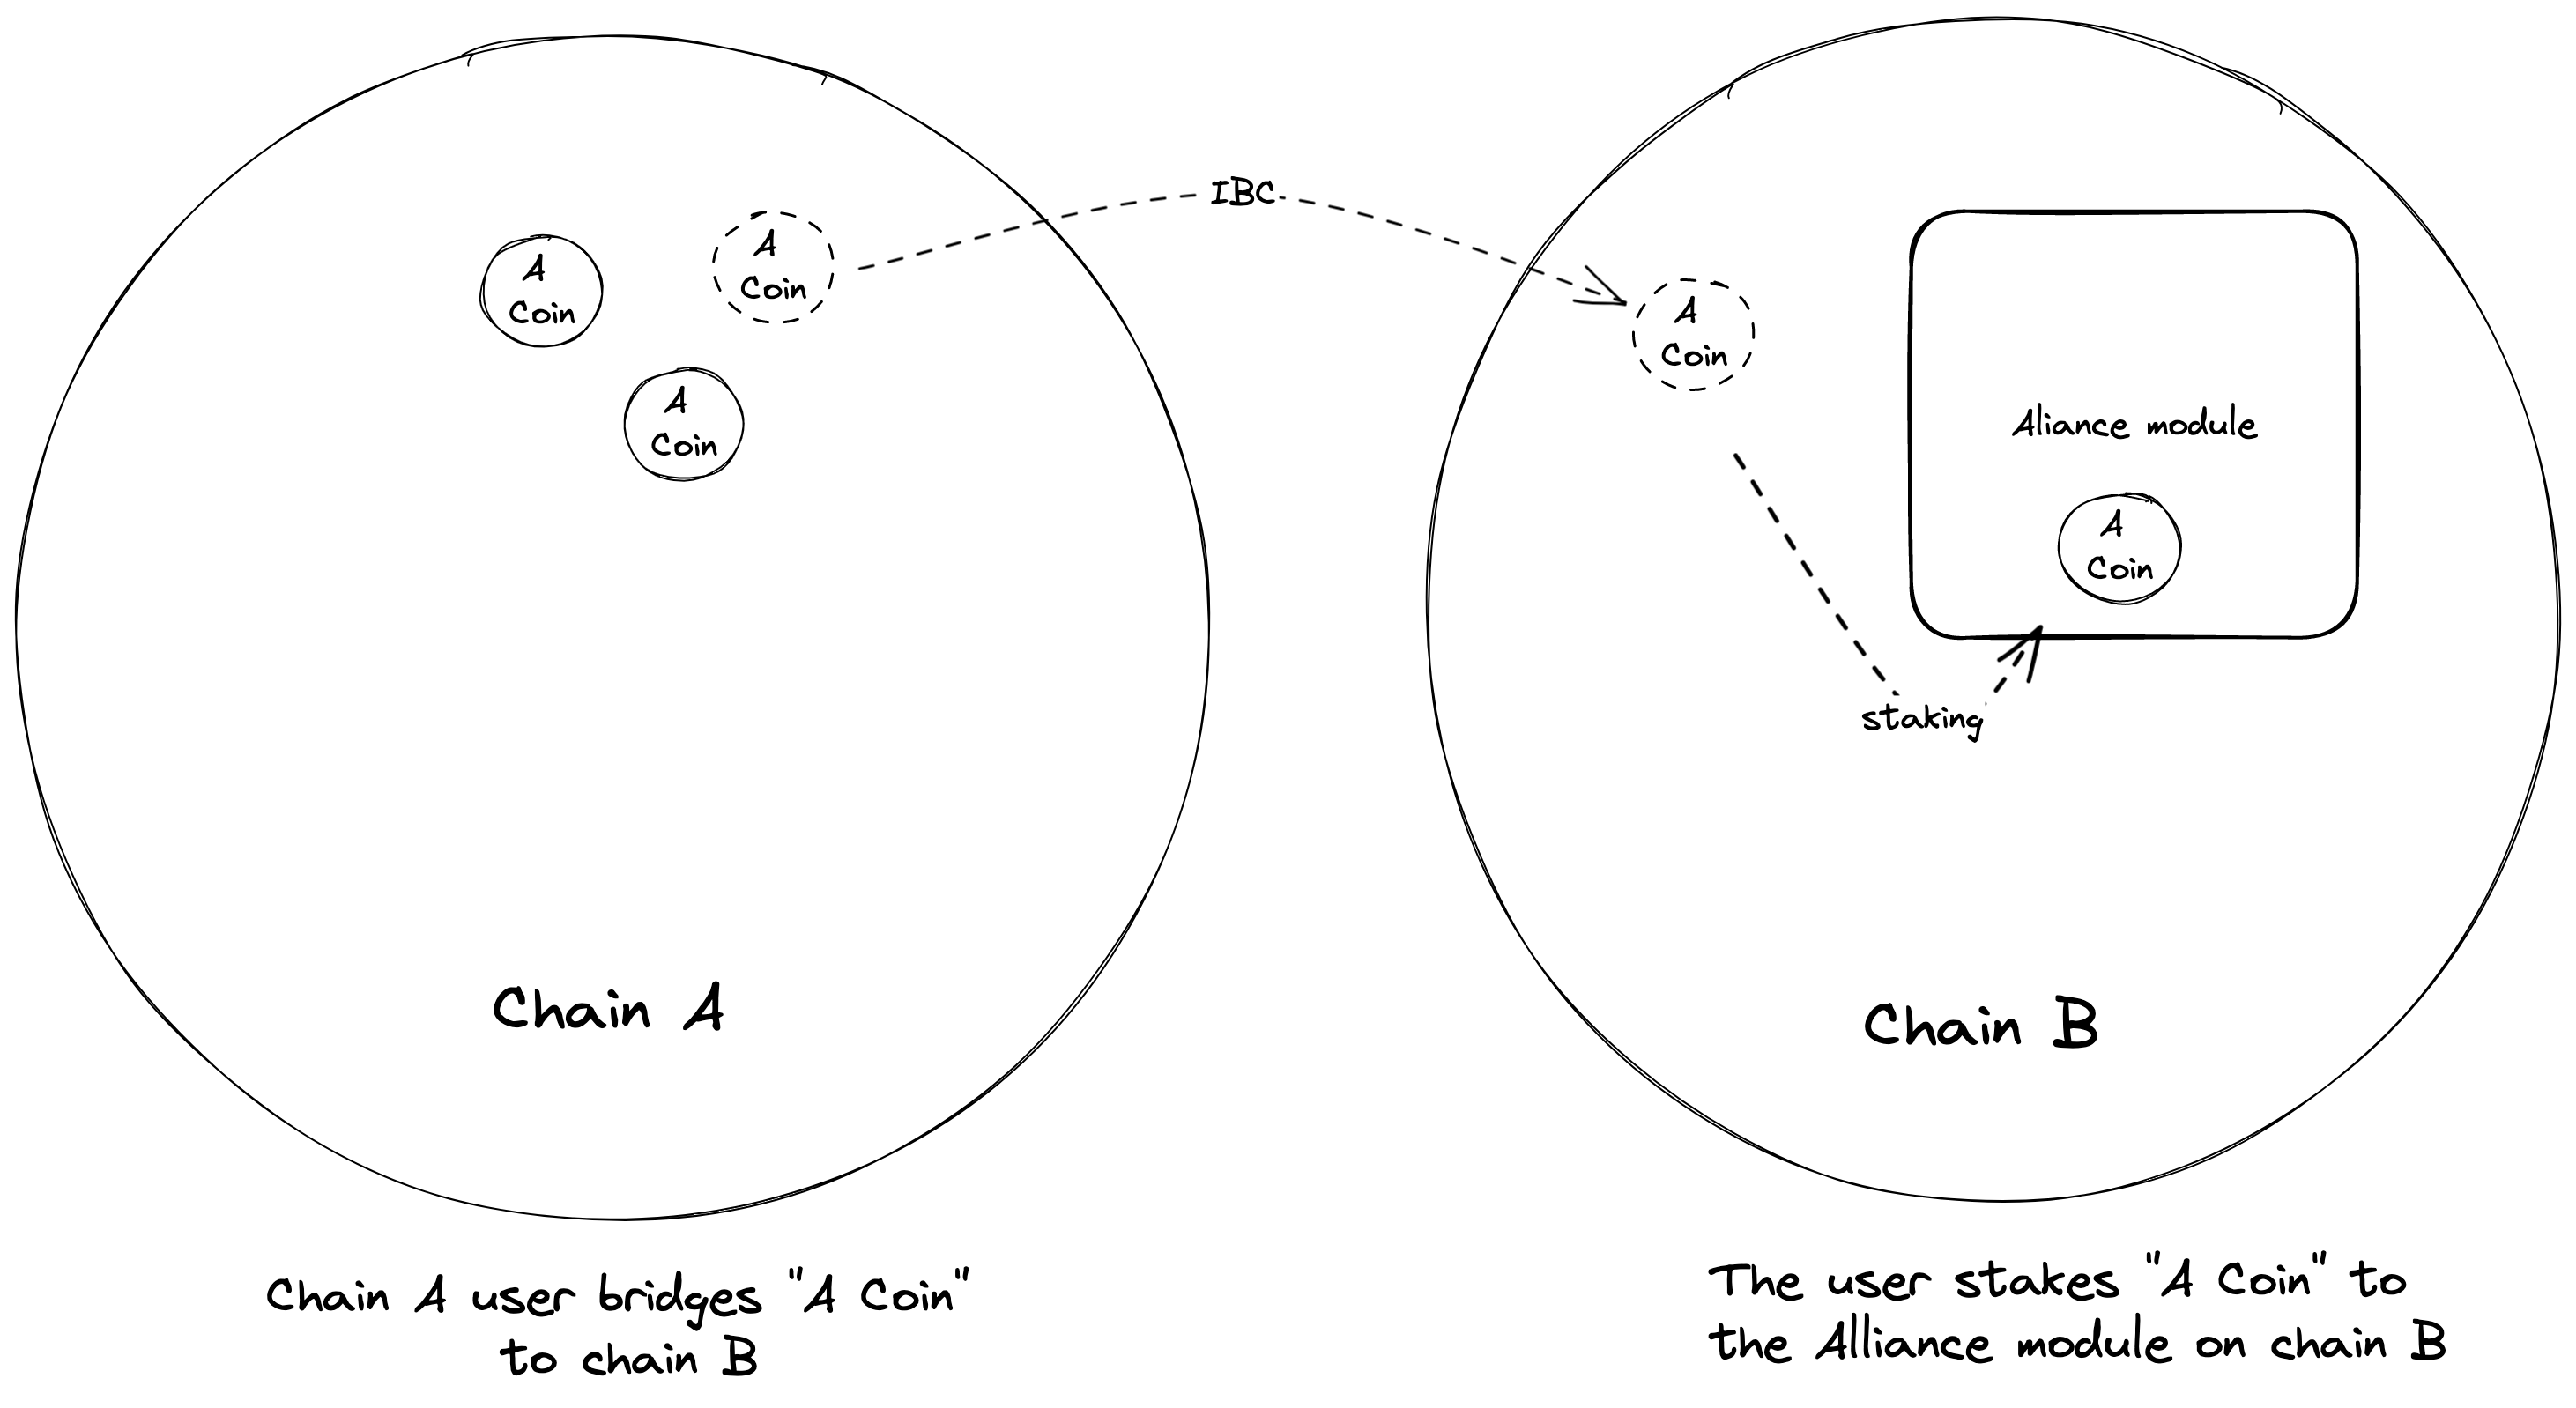 A
Coin
A
Coin
A
Coin
Chain A
Chain A user bridges "A Coin"
to chain B
IBC
A
Coin
Aliance module
A
Coin
staking
Chain B
The user stakes "A Coin" to
the Alliance module on chain B